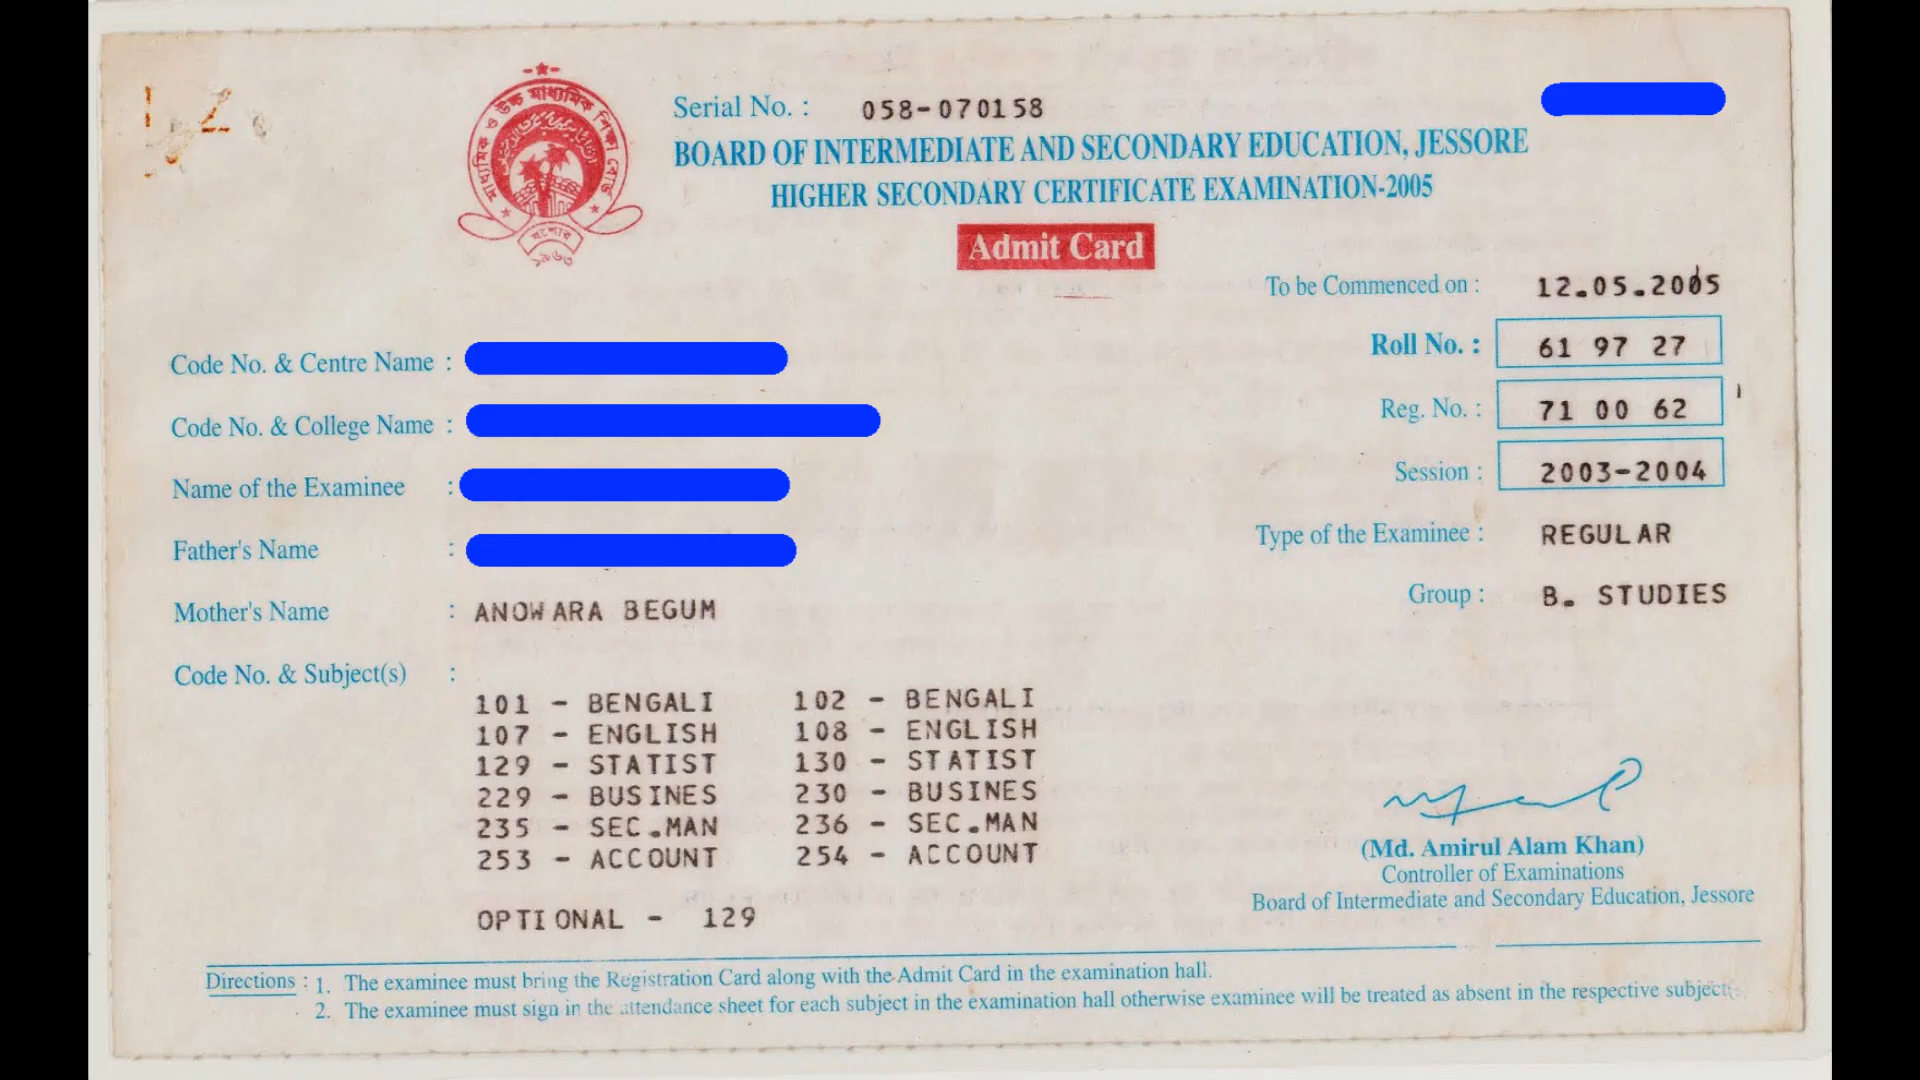 মাধ্যমিক ও উচ্চ মাধ্যমিক শিক্ষা বোর্ড
যশোর
১৯৬৩
Serial No. : 058-070158
BOARD OF INTERMEDIATE AND SECONDARY EDUCATION, JESSORE
HIGHER SECONDARY CERTIFICATE EXAMINATION-2005
Admit Card
To be Commenced on : 12.05.2005
Roll No. : 61 97 27
Code No. & Centre Name :
Reg. No. : 71 00 62
Code No. & College Name :
Session : 2003-2004
Name of the Examinee :
Type of the Examinee : REGULAR
Father's Name :
Group : B. STUDIES
Mother's Name : ANOWARA BEGUM
Code No. & Subject(s) :
101 - BENGALI 102 - BENGALI
107 - ENGLISH 108 - ENGLISH
129 - STATIST 130 - STATIST
229 - BUSINES 230 - BUSINES
235 - SEC.MAN 236 - SEC.MAN
253 - ACCOUNT 254 - ACCOUNT
OPTIONAL - 129
(Md. Amirul Alam Khan)
Controller of Examinations
Board of Intermediate and Secondary Education, Jessore
Directions : 1. The examinee must bring the Registration Card along with the Admit Card in the examination hall.
2. The examinee must sign in the attendance sheet for each subject in the examination hall otherwise examinee will be treated as absent in the respective subject(s)